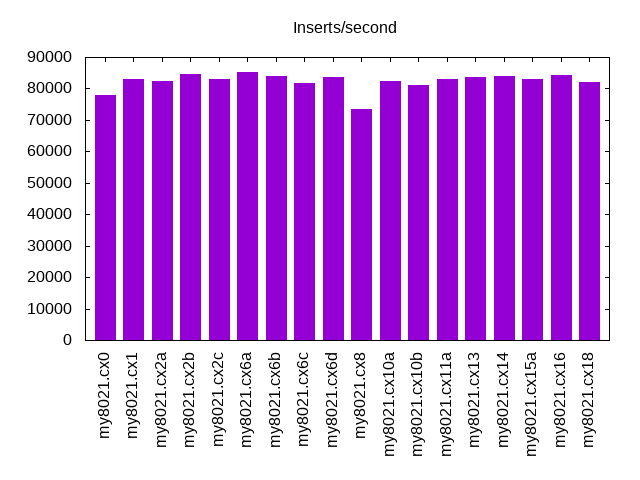 Inserts/second
90000
80000
70000
60000
50000
40000
30000
20000
10000
0
my8021.cx0
my8021.cx1
my8021.cx2a
my8021.cx2b
my8021.cx2c
my8021.cx6a
my8021.cx6b
my8021.cx6c
my8021.cx6d
my8021.cx8
my8021.cx10a
my8021.cx10b
my8021.cx11a
my8021.cx13
my8021.cx14
my8021.cx15a
my8021.cx16
my8021.cx18